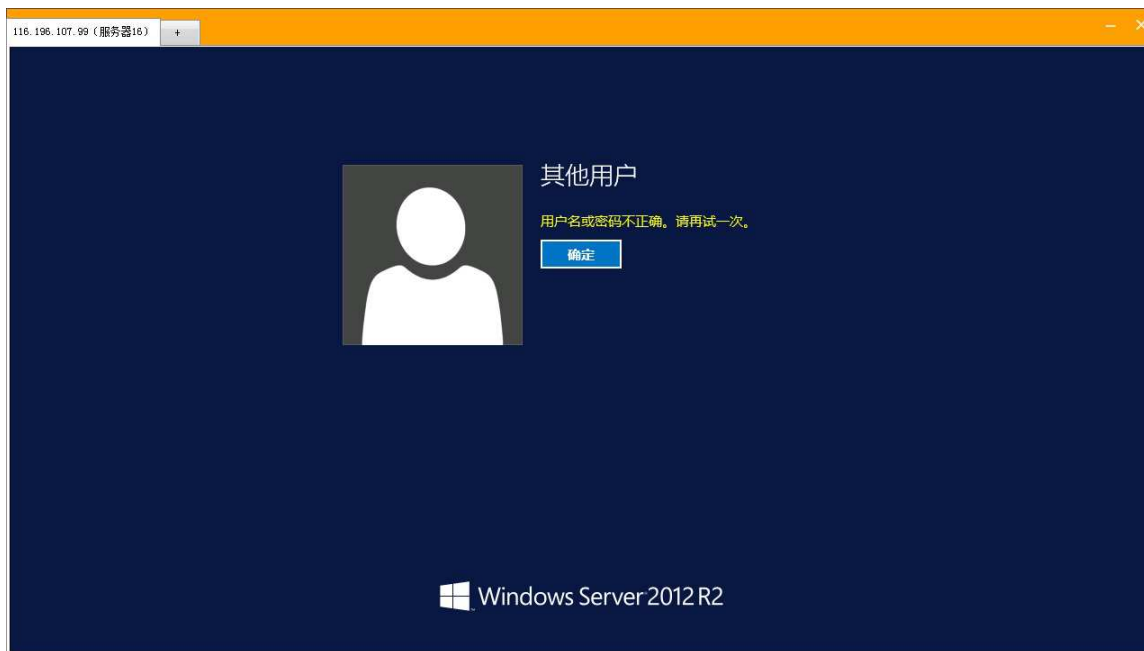 116.196.107.99（服务器16）
+
其他用户
用户名或密码不正确。请再试一次。
确定
Windows Server 2012 R2